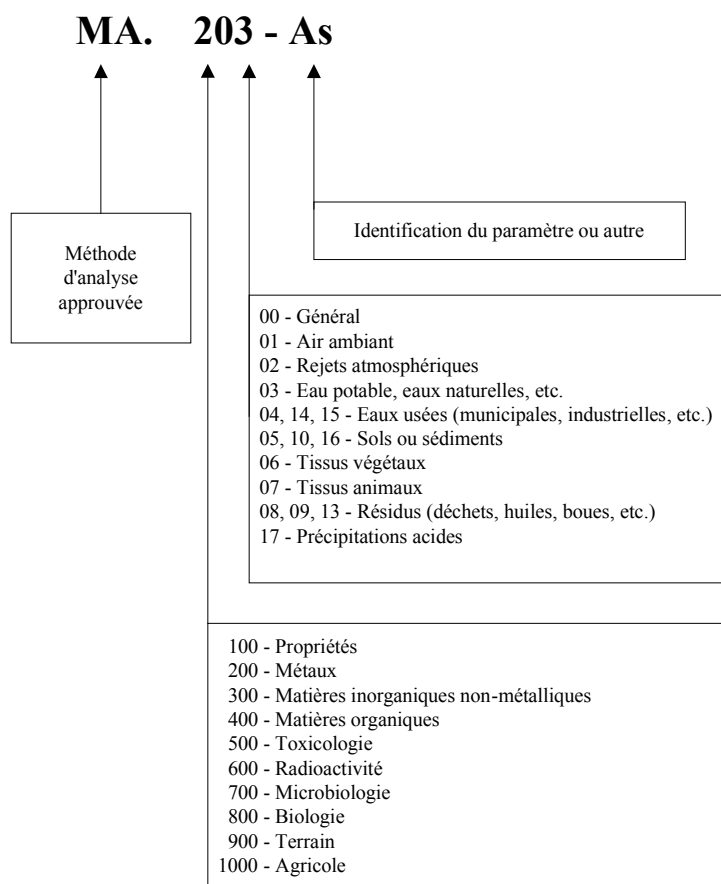 MA. 203 - As
Méthode
d'analyse
approuvée
Identification du paramètre ou autre
00 - Général
01 - Air ambiant
02 - Rejets atmosphériques
03 - Eau potable, eaux naturelles, etc.
04, 14, 15 - Eaux usées (municipales, industrielles, etc.)
05, 10, 16 - Sols ou sédiments
06 - Tissus végétaux
07 - Tissus animaux
08, 09, 13 - Résidus (déchets, huiles, boues, etc.)
17 - Précipitations acides
100 - Propriétés
200 - Métaux
300 - Matières inorganiques non-métalliques
400 - Matières organiques
500 - Toxicologie
600 - Radioactivité
700 - Microbiologie
800 - Biologie
900 - Terrain
1000 - Agricole